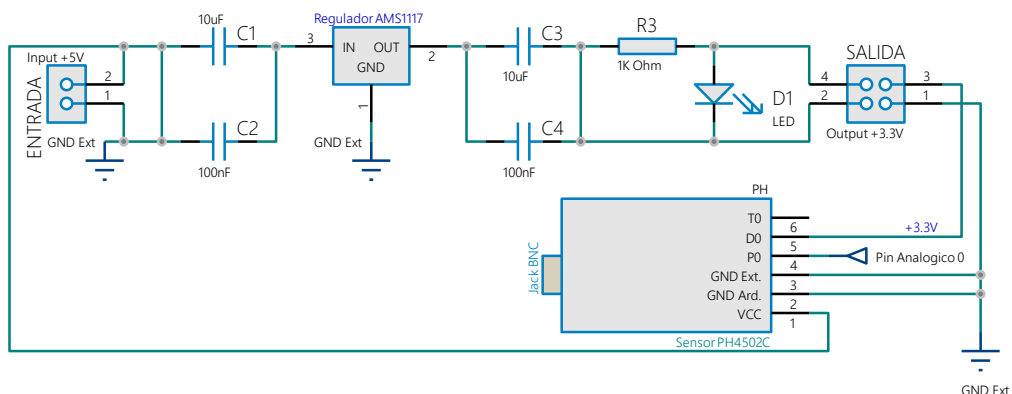 10uF
C1
Regulador AMS1117
3
IN
OUT
GND
2
1
GND Ext
C3
10uF
R3
1K Ohm
SALIDA
4
3
2
1
Output +3.3V
Input +5V
2
1
ENTRADA
GND Ext
C2
100nF
C4
100nF
D1
LED
PH
T0
D0
P0
GND Ext.
GND Ard.
VCC
6
5
4
3
2
1
+3.3V
Pin Analogico 0
Jack BNC
Sensor PH4502C
GND Ext